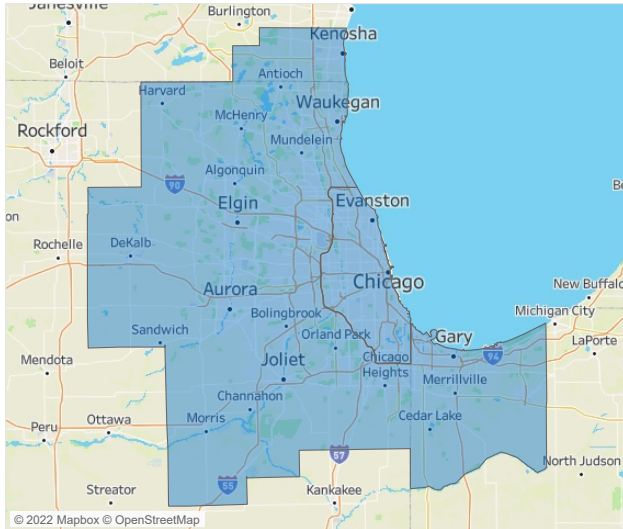 Janesville
Burlington
Kenosha
Beloit
Antioch
Harvard
Waukegan
McHenry
Rockford
Mundelein
Algonquin
90
Elgin
Evanston
on
Rochelle
DeKalb
Be
Chicago
New Buffalo
Aurora
Michigan City
Bolingbrook
Sandwich
Orland Park
Gary
LaPorte
94
Mendota
Joliet
Chicago
Heights
Merrillville
Channahon
Ottawa
Morris
Cedar Lake
Peru
57
North Judson
55
Streator
Kankakee
© 2022 Mapbox © OpenStreetMap